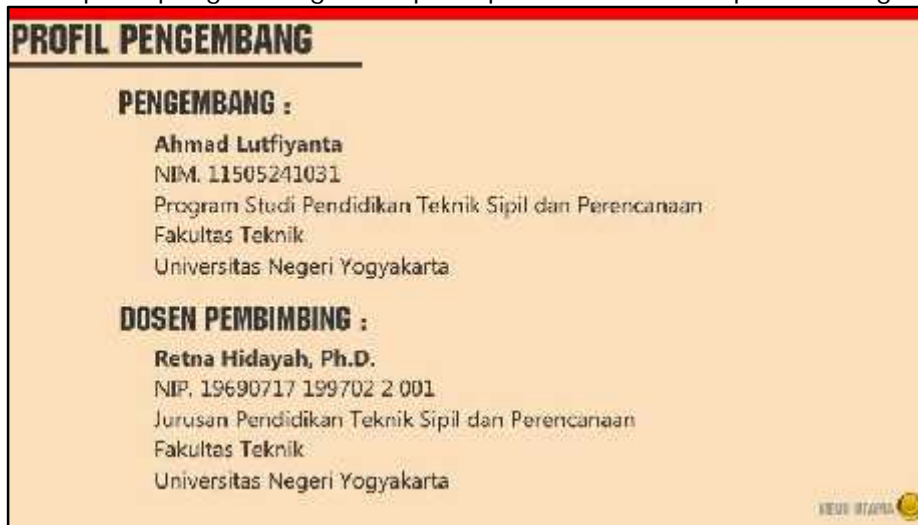 PROFIL PENGEMBANG
PENGEMBANG :
Ahmad Lutfiyanta
NIM. 11505241031
Program Studi Pendidikan Teknik Sipil dan Perencanaan
Fakultas Teknik
Universitas Negeri Yogyakarta
DOSEN PEMBIMBING :
Retna Hidayah, Ph.D.
NIP. 19690717 199702 2 001
Jurusan Pendidikan Teknik Sipil dan Perencanaan
Fakultas Teknik
Universitas Negeri Yogyakarta
MENU UTAMA